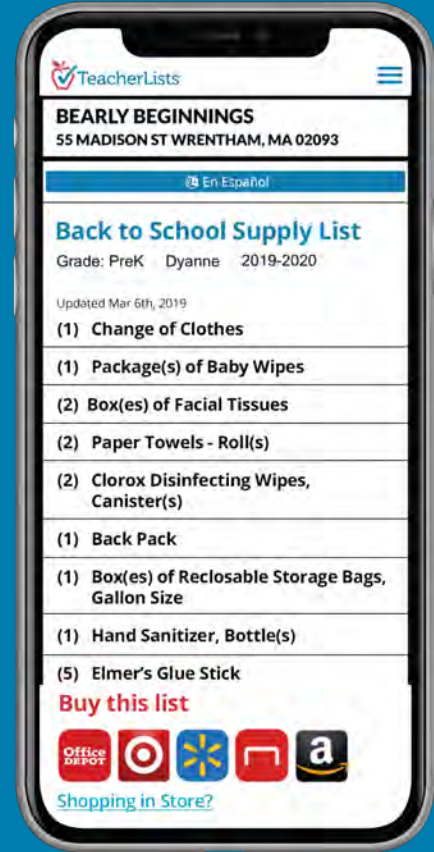 TeacherLists
BEARLY BEGINNINGS
55 MADISON ST WRENTHAM, MA 02093
En Español
Back to School Supply List
Grade: PreK Dyanne 2019-2020
Updated Mar 6th, 2019
(1) Change of Clothes
(1) Package(s) of Baby Wipes
(2) Box(es) of Facial Tissues
(2) Paper Towels - Roll(s)
(2) Clorox Disinfecting Wipes,
Canister(s)
(1) Back Pack
(1) Box(es) of Reclosable Storage Bags,
Gallon Size
(1) Hand Sanitizer, Bottle(s)
(5) Elmer's Glue Stick
Buy this list
Office
DEPOT
a
Shopping in Store?